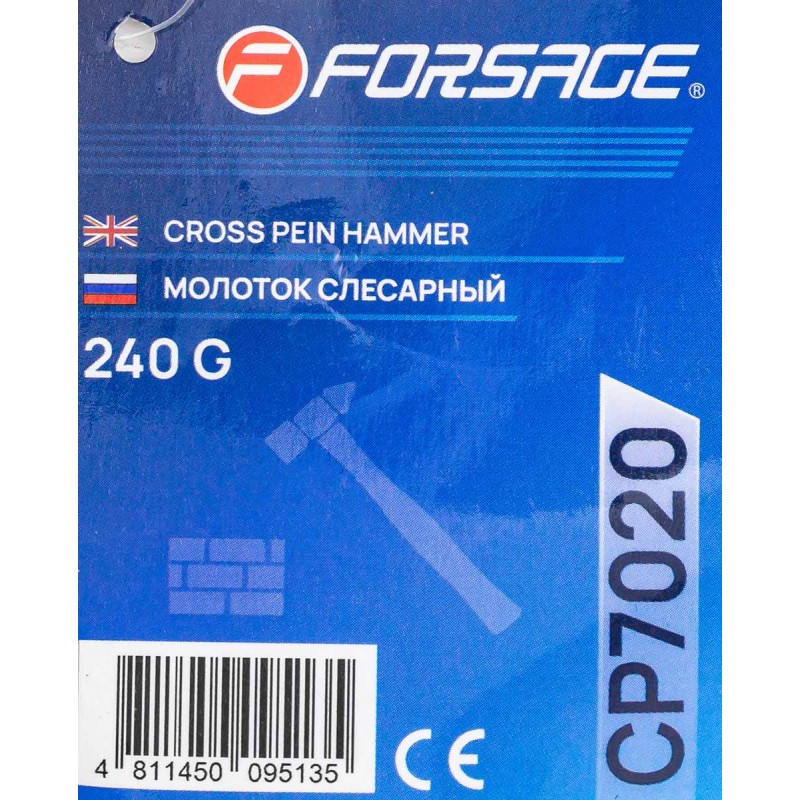 F FORSAGE®
CROSS PEIN HAMMER
МОЛОТОК СЛЕСАРНЫЙ
240 G
CP7020
4 811450 095135
CE